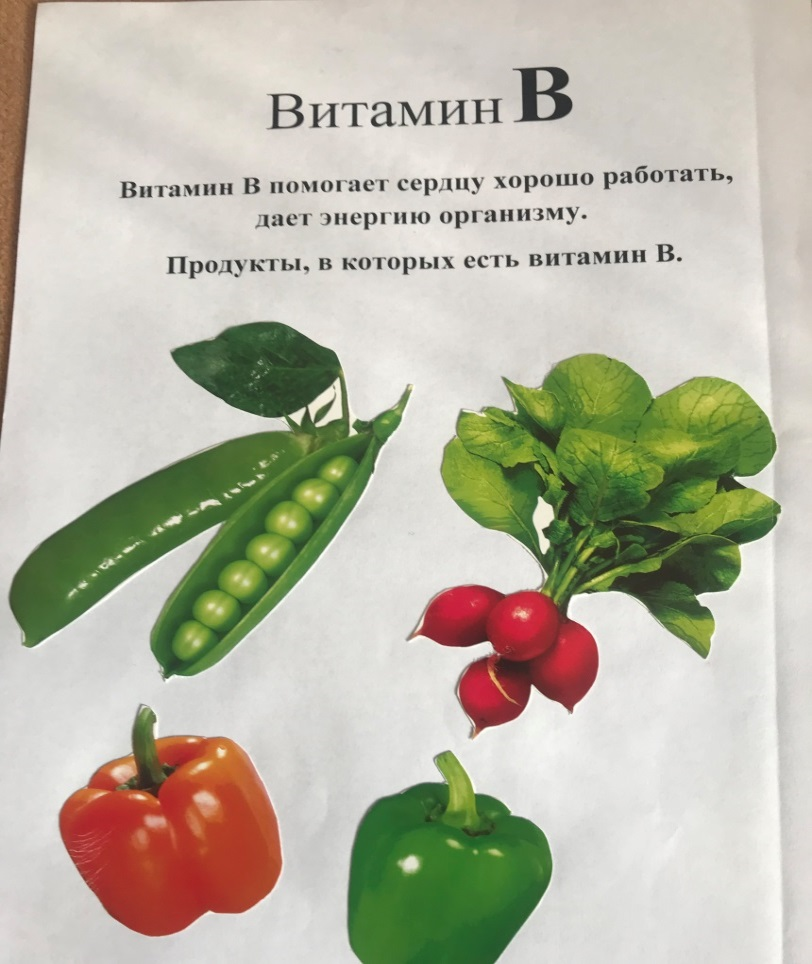 Витамин В
Витамин В помогает сердцу хорошо работать,
дает энергию организму.
Продукты, в которых есть витамин В.